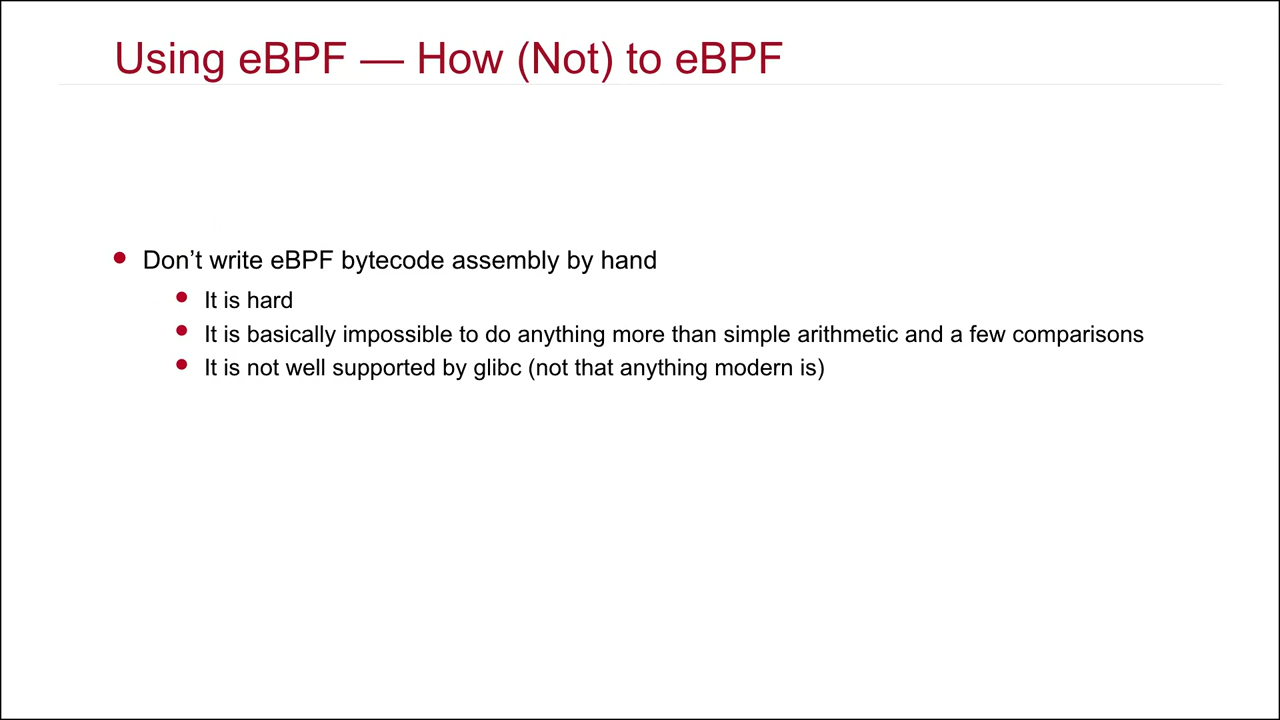 Using eBPF — How (Not) to eBPF
Don’t write eBPF bytecode assembly by hand
It is hard
It is basically impossible to do anything more than simple arithmetic and a few comparisons
It is not well supported by glibc (not that anything modern is)